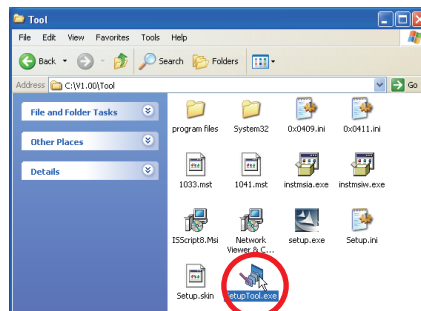 Tool
File Edit View Favorites Tools Help
Back Search Folders
Address C:\V1.00\Tool Go
File and Folder Tasks
Other Places
Details
program files System32 0x0409.ini 0x0411.ini
1033.mst 1041.mst instmsia.exe instmsiw.exe
ISScript8.Msi Network Viewer & C... setup.exe Setup.ini
Setup.skin SetupTool.exe